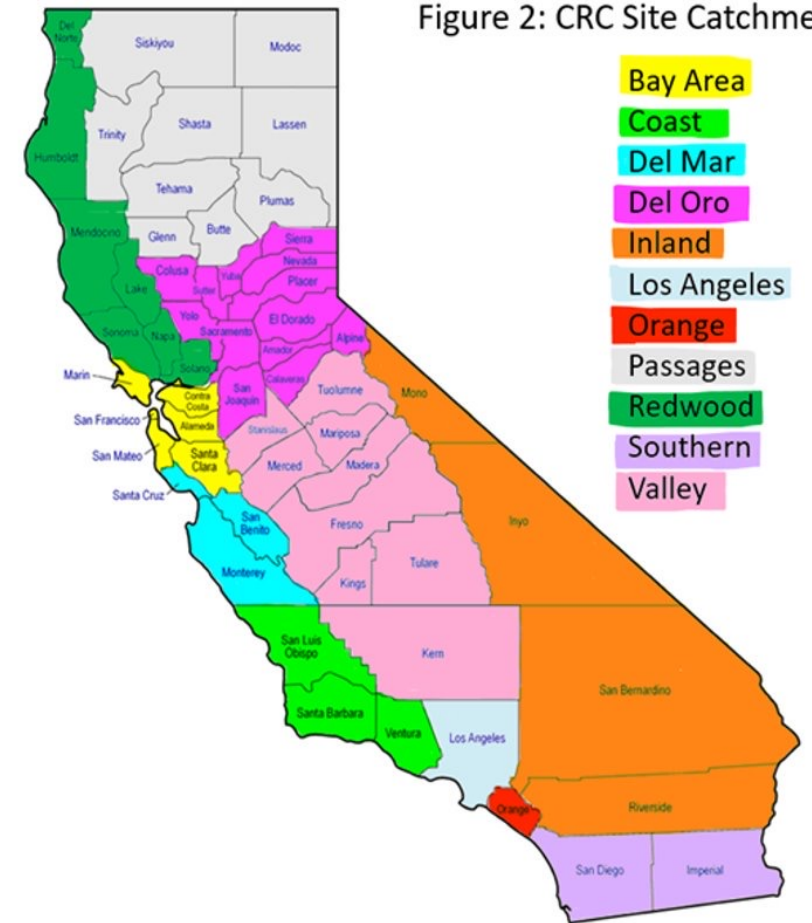 Figure 2: CRC Site Catchme
Bay Area
Coast
Del Mar
Del Oro
Inland
Los Angeles
Orange
Passages
Redwood
Southern
Valley
Del
Norte
Siskiyou
Modoc
Humboldt
Trinity
Shasta
Lassen
Tehama
Plumas
Mendocino
Glenn
Butte
Sierra
Nevada
Placer
Colusa
Yuba
Sutter
Lake
Yolo
Sacramento
El Dorado
Alpine
Sonoma
Napa
Solano
Amador
Calaveras
Marin
Contra
Costa
San
Joaquin
Tuolumne
Mono
San Francisco
Alameda
Stanislaus
Mariposa
San Mateo
Santa
Clara
Merced
Madera
Santa Cruz
San
Benito
Fresno
Inyo
Monterey
Kings
Tulare
San Luis
Obispo
Kern
San Bernardino
Santa Barbara
Ventura
Los Angeles
Orange
Riverside
San Diego
Imperial